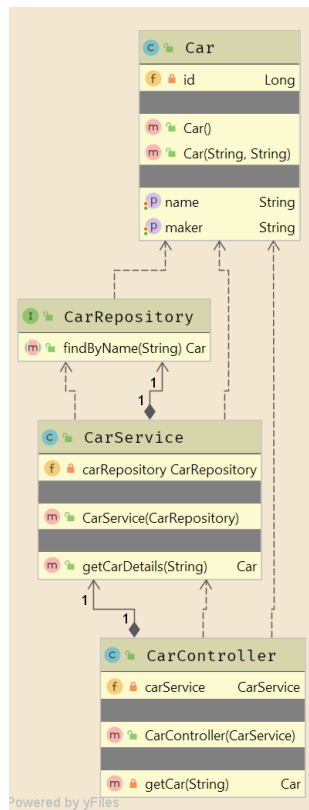 C Car
f id Long
m Car()
m Car(String, String)
p name String
p maker String
I CarRepository
m findByName(String) Car
1
1
C CarService
f carRepository CarRepository
m CarService(CarRepository)
m getCarDetails(String) Car
1
1
C CarController
f carService CarService
m CarController(CarService)
m getCar(String) Car
Powered by yFiles